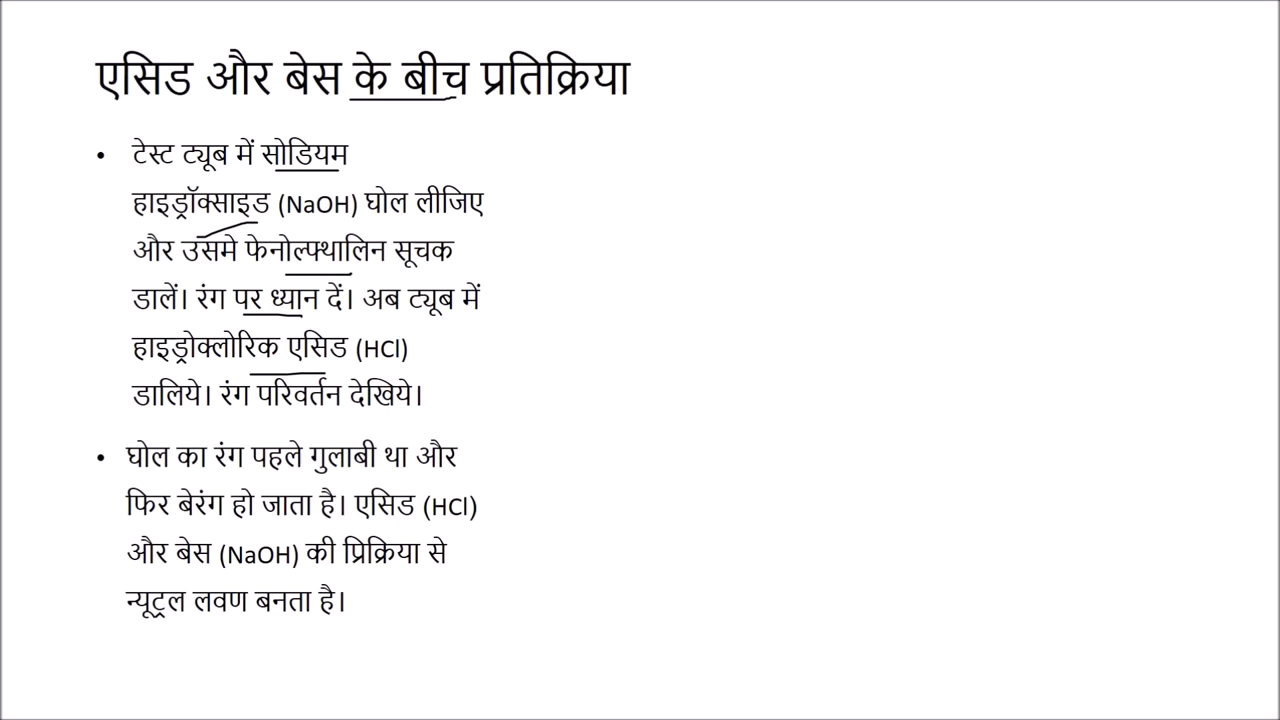 एसिड और बेस के बीच प्रतिक्रिया
• टेस्ट ट्यूब में सोडियम
हाइड्रॉक्साइड (NaOH) घोल लीजिए
और उसमे फेनोल्फ्थालिन सूचक
डालें। रंग पर ध्यान दें। अब ट्यूब में
हाइड्रोक्लोरिक एसिड (HCl)
डालिये। रंग परिवर्तन देखिये।
• घोल का रंग पहले गुलाबी था और
फिर बेरंग हो जाता है। एसिड (HCl)
और बेस (NaOH) की प्रिक्रिया से
न्यूट्रल लवण बनता है।